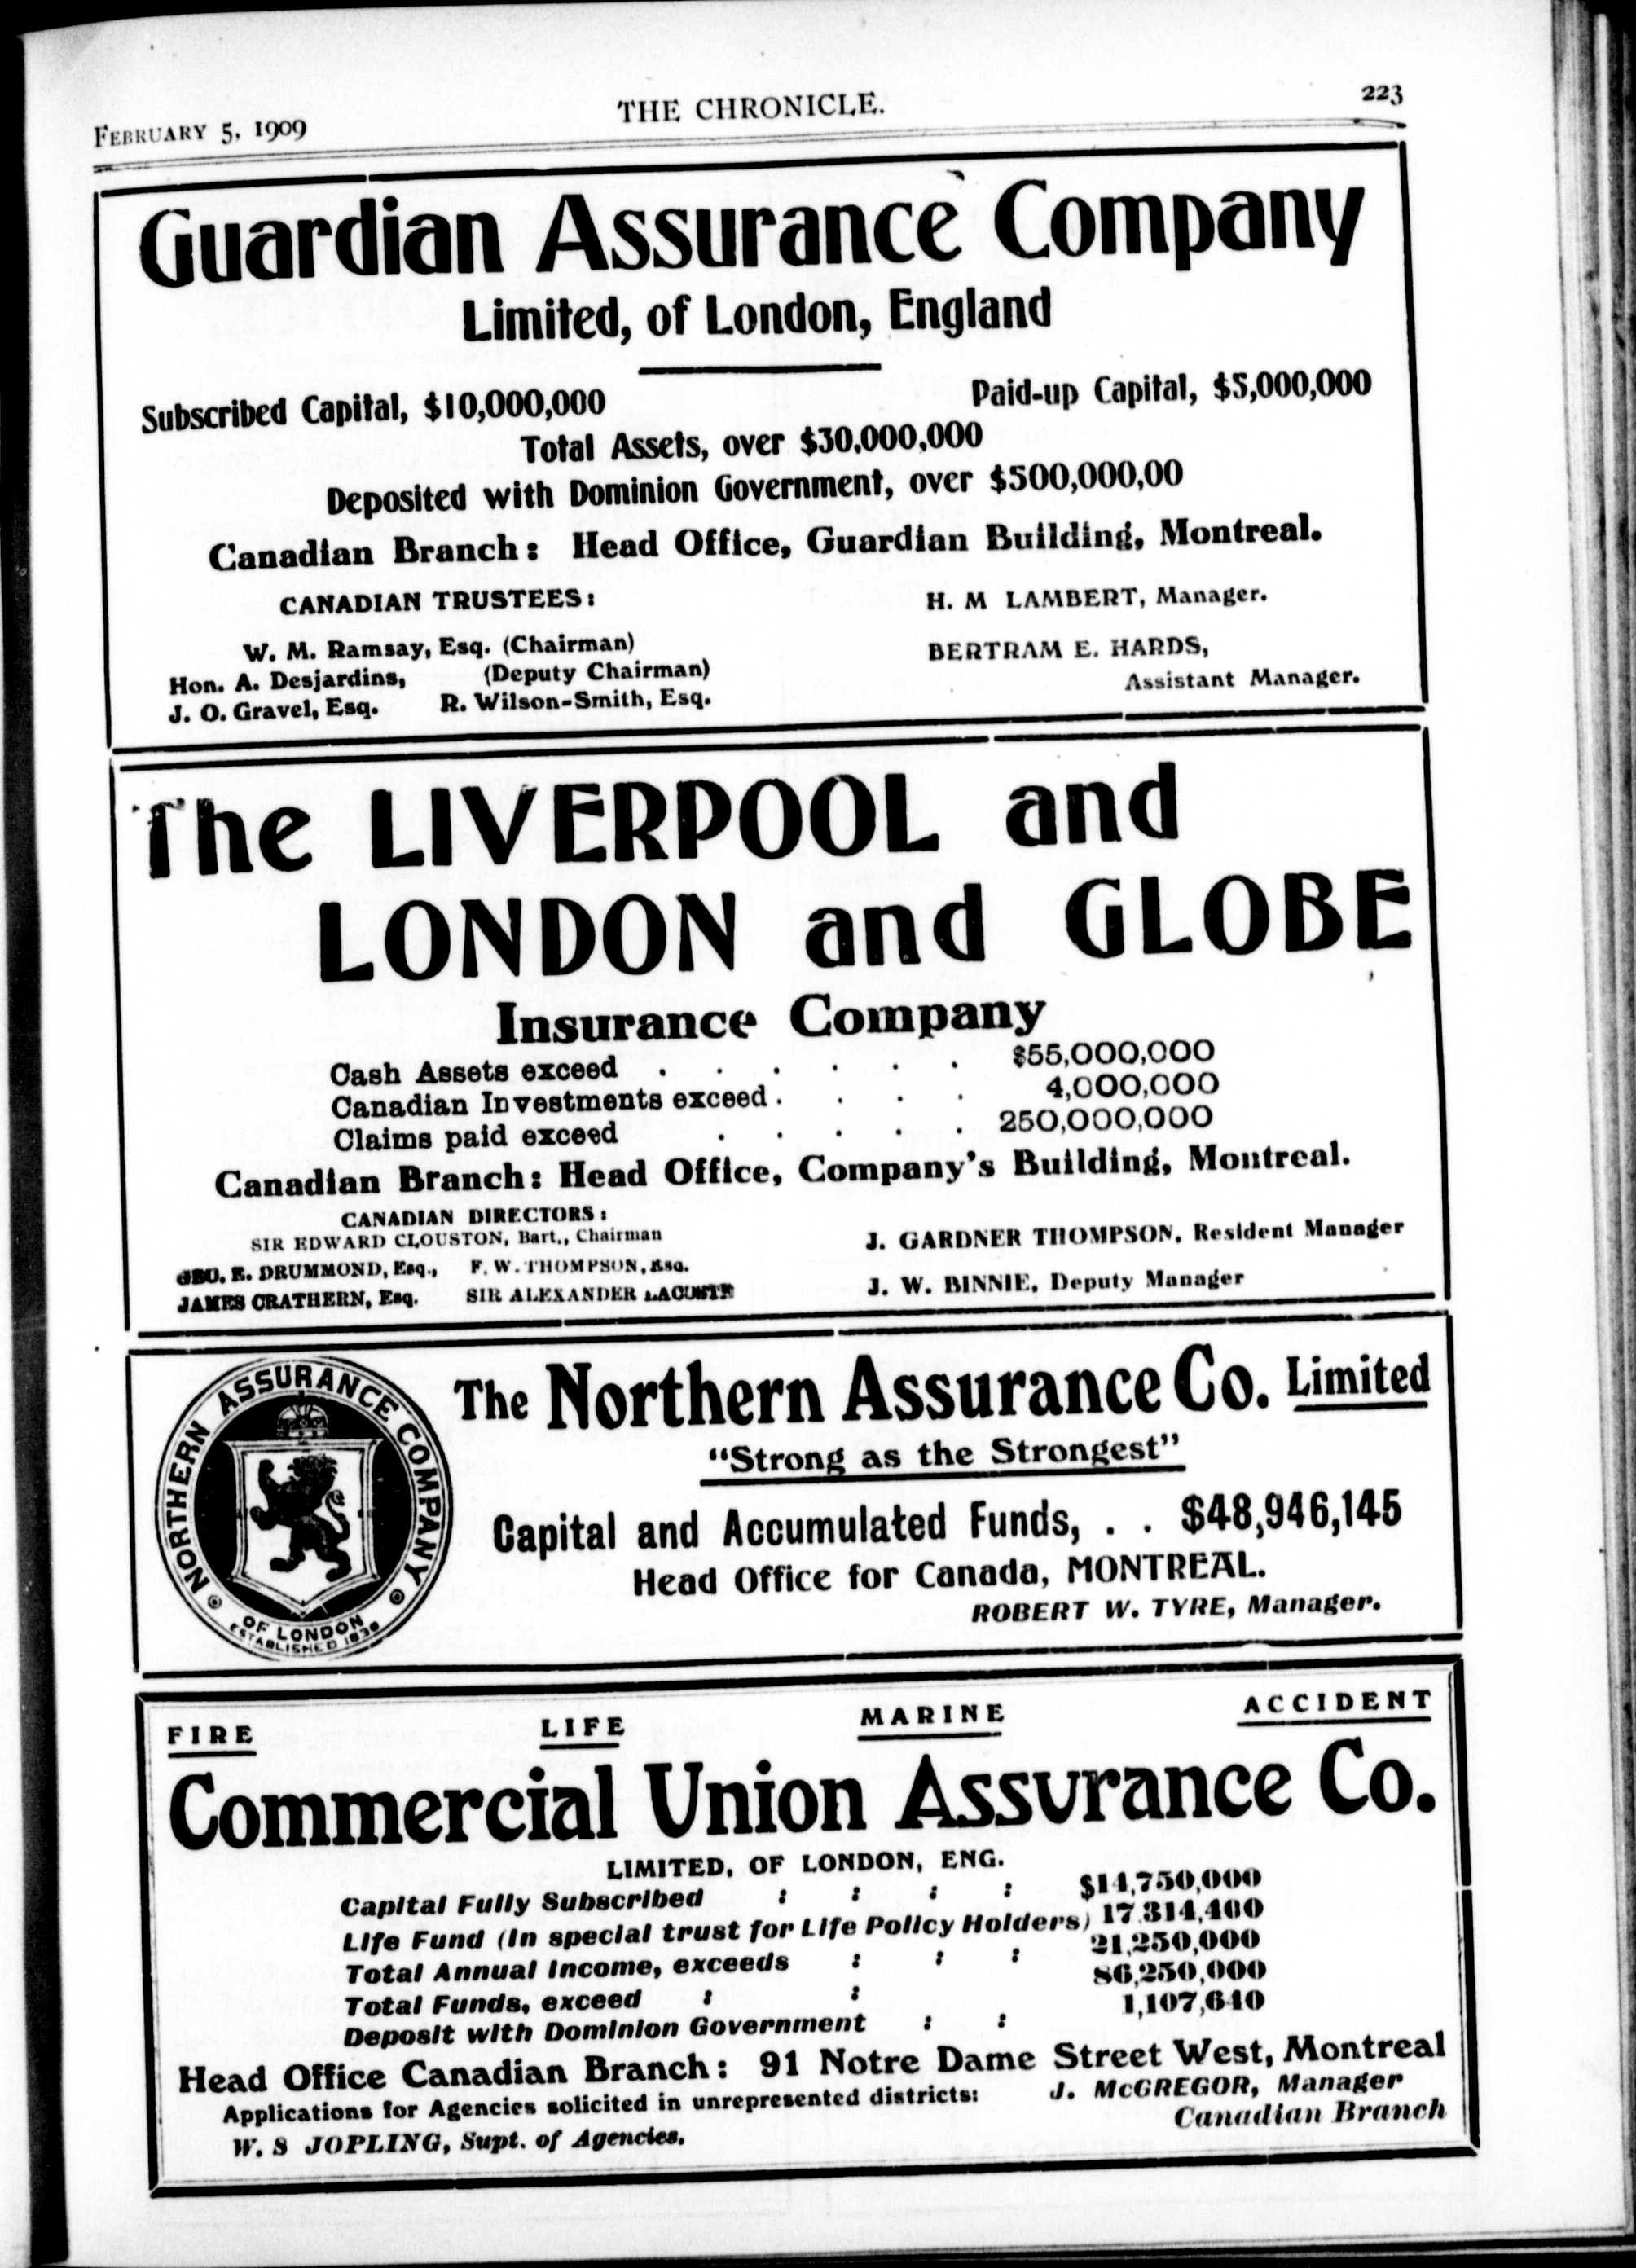 FEBRUARY 5, 1909 THE CHRONICLE. 223
Guardian Assurance Company
Limited, of London, England
Subscribed Capital, $10,000,000 Paid-up Capital, $5,000,000
Total Assets, over $30,000,000
Deposited with Dominion Government, over $500,000,00
Canadian Branch: Head Office, Guardian Building, Montreal.
CANADIAN TRUSTEES:
W. M. Ramsay, Esq. (Chairman)
Hon. A. Desjardins, (Deputy Chairman)
J. O. Gravel, Esq. R. Wilson-Smith, Esq.
H. M LAMBERT, Manager.
BERTRAM E. HARDS,
Assistant Manager.
The LIVERPOOL and
LONDON and GLOBE
Insurance Company
Cash Assets exceed . . . . . . $55,000,000
Canadian Investments exceed . . . . 4,000,000
Claims paid exceed . . . . . 250,000,000
Canadian Branch: Head Office, Company's Building, Montreal.
CANADIAN DIRECTORS:
SIR EDWARD CLOUSTON, Bart., Chairman
GEO. E. DRUMMOND, Esq., F. W. THOMPSON, Esq.
JAMES CRATHERN, Esq. SIR ALEXANDER LACOSTE
J. GARDNER THOMPSON, Resident Manager
J. W. BINNIE, Deputy Manager
NORTHERN ASSURANCE COMPANY
OF LONDON
ESTABLISHED 1836
The Northern Assurance Co. Limited
"Strong as the Strongest"
Capital and Accumulated Funds, . . $48,946,145
Head Office for Canada, MONTREAL.
ROBERT W. TYRE, Manager.
FIRE LIFE MARINE ACCIDENT
Commercial Union Assurance Co.
LIMITED, OF LONDON, ENG.
Capital Fully Subscribed : : : : $14,750,000
Life Fund (In special trust for Life Policy Holders) 17.314,400
Total Annual Income, exceeds : : : 21,250,000
Total Funds, exceed : : 86,250,000
Deposit with Dominion Government : : 1,107,640
Head Office Canadian Branch: 91 Notre Dame Street West, Montreal
Applications for Agencies solicited in unrepresented districts: J. McGREGOR, Manager
W. S JOPLING, Supt. of Agencies. Canadian Branch